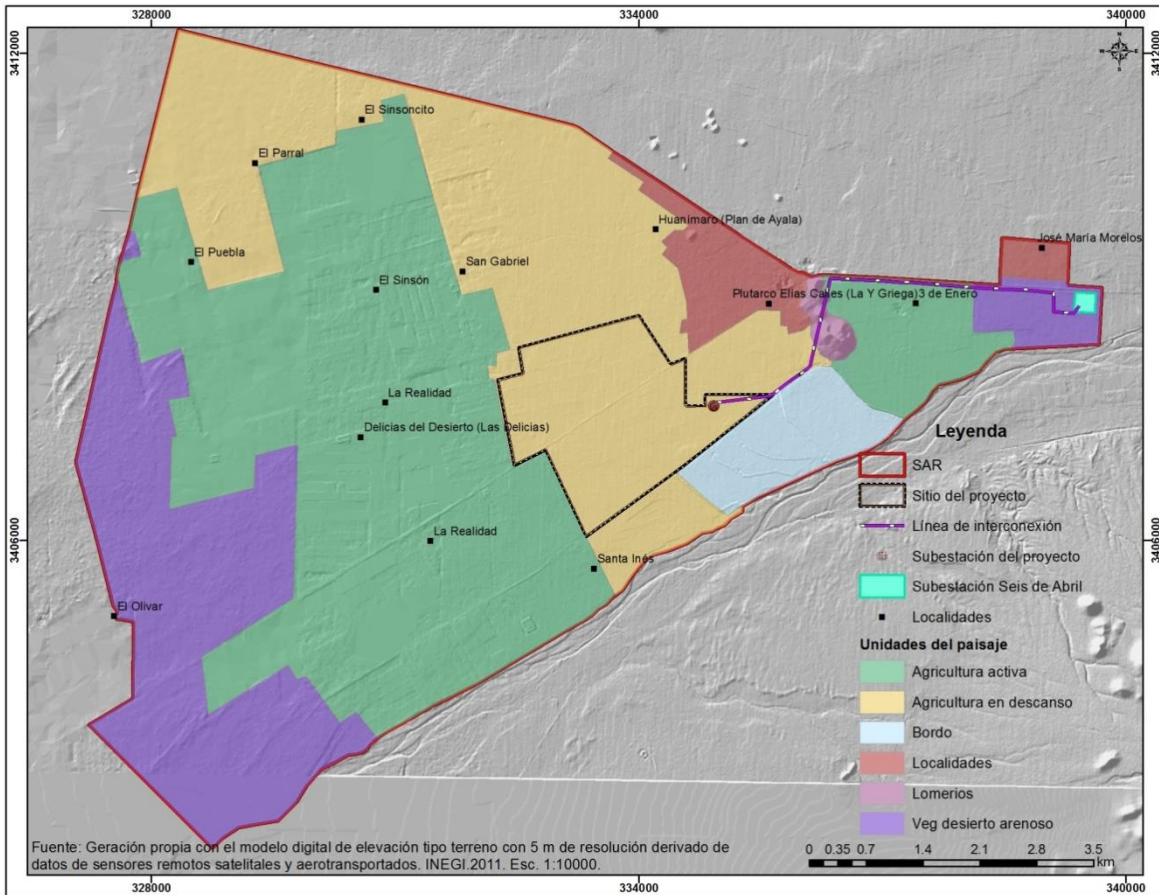 328000
334000
340000
3412000
3412000
N
W
E
S
El Sinsoncito
El Parral
Huanímaro (Plan de Ayala)
José María Morelos
El Puebla
San Gabriel
El Sinsón
Plutarco Elías Calles (La Y Griega)
3 de Enero
La Realidad
Delicias del Desierto (Las Delicias)
La Realidad
Santa Inés
El Olivar
3406000
3406000
Leyenda
SAR
Sitio del proyecto
Línea de interconexión
Subestación del proyecto
Subestación Seis de Abril
Localidades
Unidades del paisaje
Agricultura activa
Agricultura en descanso
Bordo
Localidades
Lomerios
Veg desierto arenoso
Fuente: Geración propia con el modelo digital de elevación tipo terreno con 5 m de resolución derivado de
datos de sensores remotos satelitales y aerotransportados. INEGI.2011. Esc. 1:10000.
0 0.35 0.7 1.4 2.1 2.8 3.5
km
328000
334000
340000